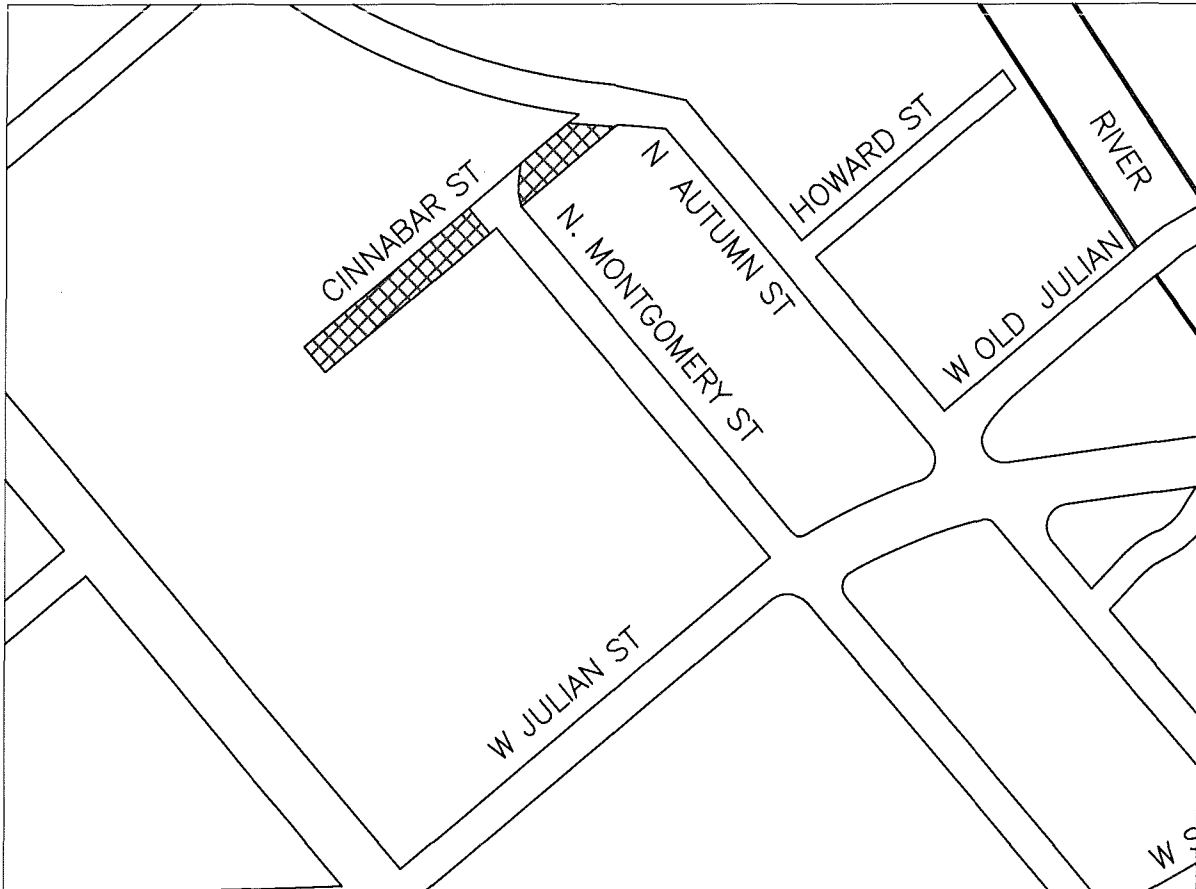 HOWARD ST
RIVER
CINNABAR ST
N AUTUMN ST
N. MONTGOMERY ST
W OLD JULIAN
W JULIAN ST
W